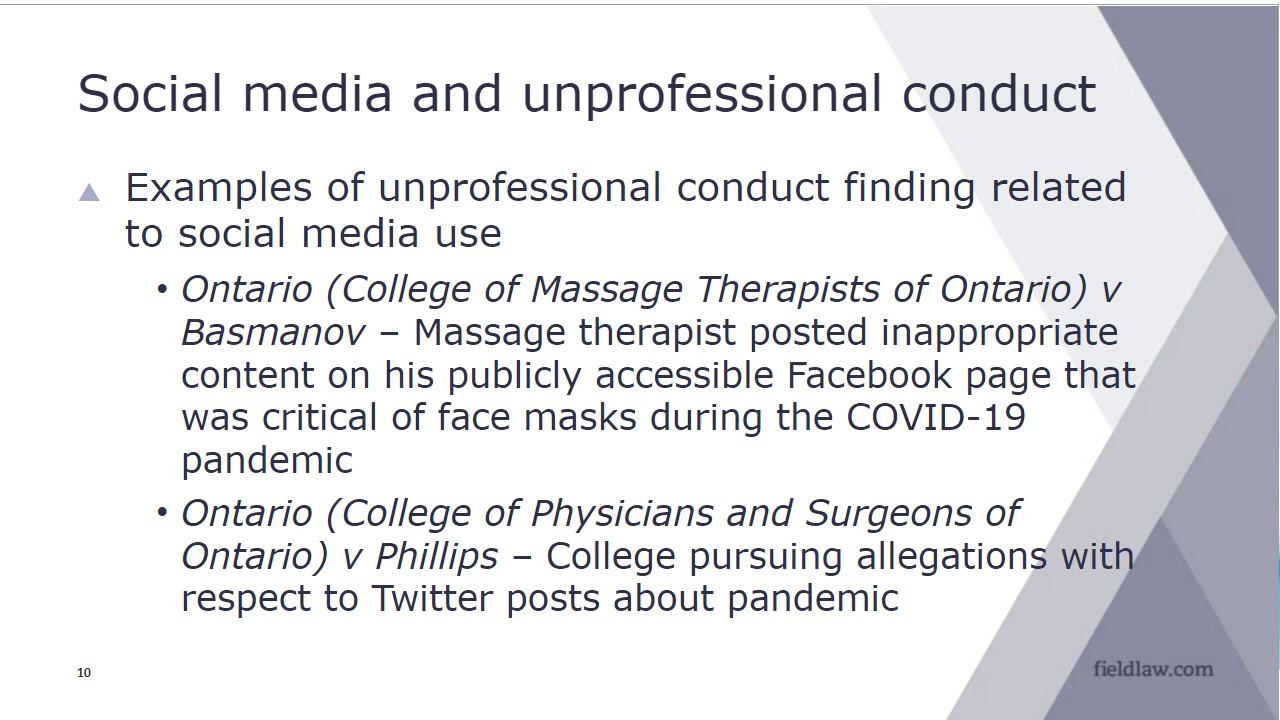 Social media and unprofessional conduct
Examples of unprofessional conduct finding related
to social media use
• Ontario (College of Massage Therapists of Ontario) v
Basmanov – Massage therapist posted inappropriate
content on his publicly accessible Facebook page that
was critical of face masks during the COVID-19
pandemic
• Ontario (College of Physicians and Surgeons of
Ontario) v Phillips – College pursuing allegations with
respect to Twitter posts about pandemic
10
fieldlaw.com